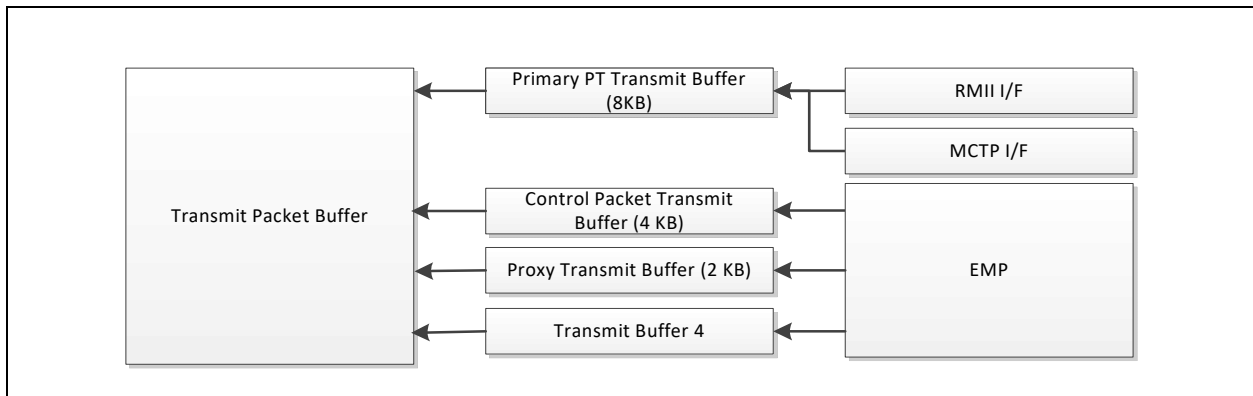 Transmit Packet Buffer
Primary PT Transmit Buffer
(8KB)
RMII I/F
MCTP I/F
Control Packet Transmit
Buffer (4 KB)
Proxy Transmit Buffer (2 KB)
Transmit Buffer 4
EMP